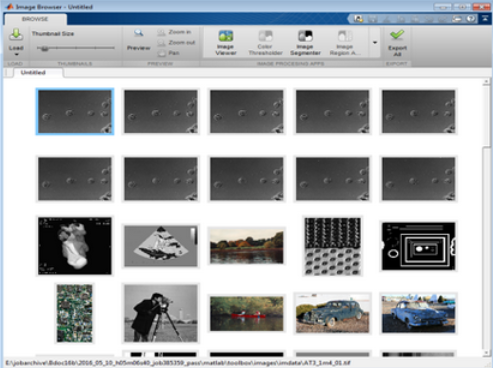 Image Browser - Untitled
BROWSE
Load
Thumbnail Size
Preview
Zoom in
Zoom out
Pan
Image Viewer
Color Thresholder
Image Segmenter
Image Region A...
Export All
LOAD
THUMBNAILS
PREVIEW
IMAGE PROCESSING APPS
EXPORT
Untitled
E:\jobarchive\Bdoc16b\2016_05_10_h05m06s40_job385350_pass\matlab\toolbox\images\imdata\AT3_1m4_01.tif